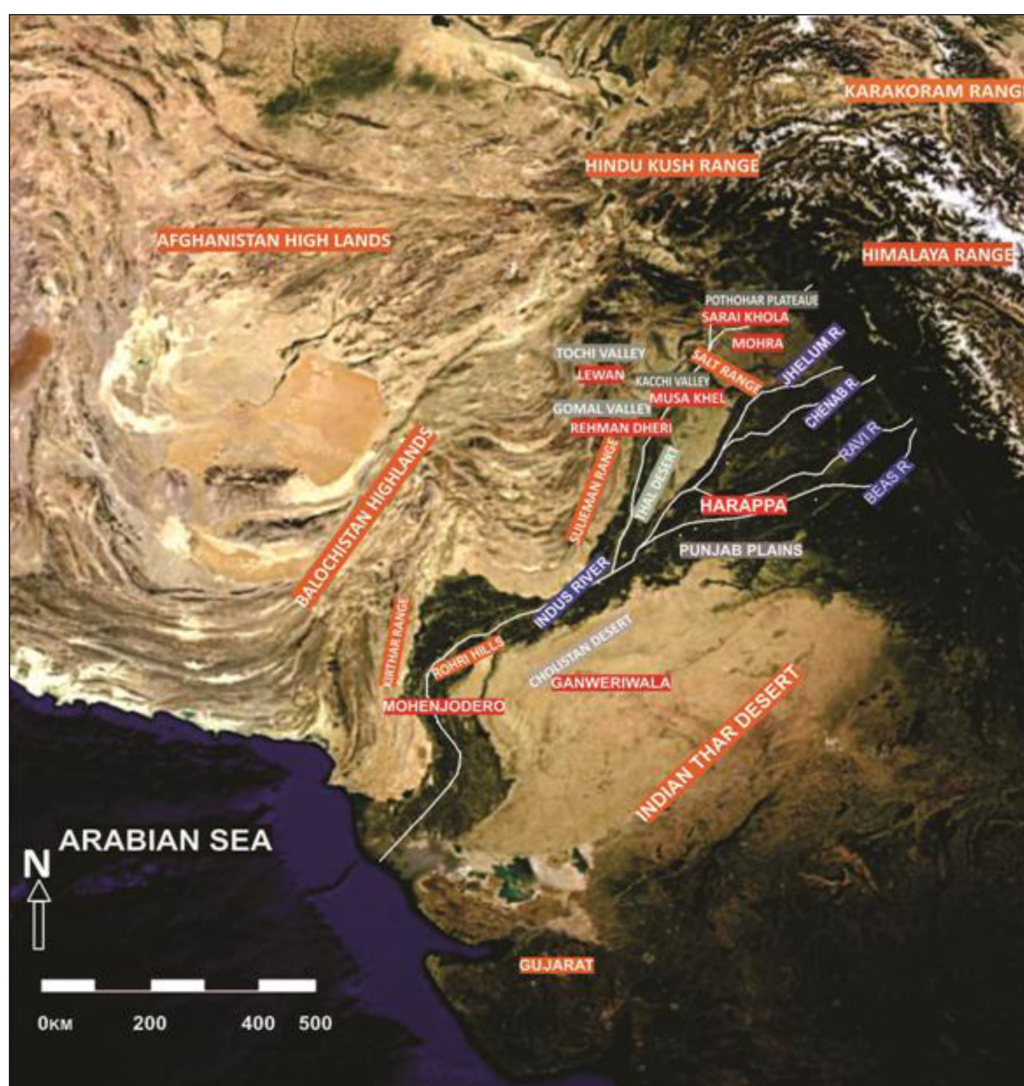 KARAKORAM RANG
HINDU KUSH RANGE
AFGHANISTAN HIGH LANDS
HIMALAYA RANGE
POTHOHAR PLATEAUE
SARAI KHOLA
MOHRA
TOCHI VALLEY
LEWAN
SALT RANGE
JHELUM R.
KACCHI VALLEY
MUSA KHEL
CHENAB R.
GOMAL VALLEY
REHMAN DHERI
RAVI R
BEAS R.
BALOCHISTAN HIGHLANDS
SULIEMAN RANGE
THAL DESERT
HARAPPA
PUNJAB PLAINS
INDUS RIVER
KIRTHAR RANGE
ROHRI HILLS
CHOLISTAN DESERT
GANWERIWALA
MOHENJODERO
INDIAN THAR DESERT
ARABIAN SEA
N
GUJARAT
0KM 200 400 500